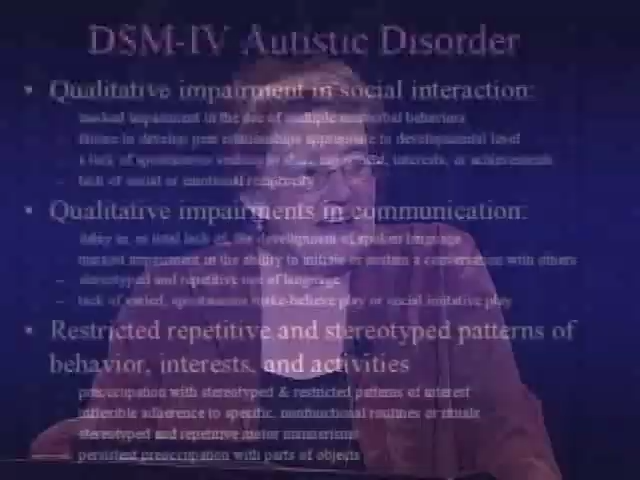 DSM-IV Autistic Disorder
• Qualitative impairment in social interaction:
marked impairment in the use of multiple nonverbal behaviors
failure to develop peer relationships appropriate to developmental level
a lack of spontaneous interests, or achievements
– lack of social or emotional reciprocity
• Qualitative impairments in communication:
delay in, or total lack of, the development of spoken language
marked impairment in the ability to initiate or sustain a conversation with others
– stereotyped and repetitive use of language
– lack of varied, spontaneous make-believe play or social imitative play
• Restricted repetitive and stereotyped patterns of
behavior, interests, and activities
preoccupation with stereotyped & restricted patterns of interest
inflexible adherence to specific, nonfunctional routines or rituals
stereotyped and repetitive motor mannerisms
persistent preoccupation with parts of objects